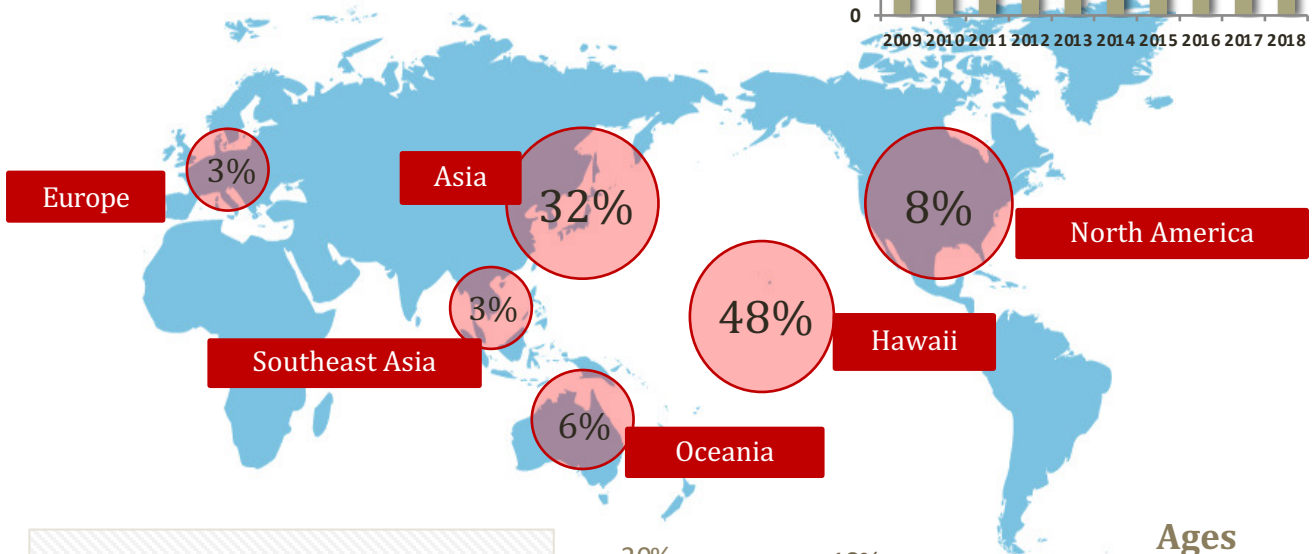 0
2009 2010 2011 2012 2013 2014 2015 2016 2017 2018
3%
Europe
Asia
32%
8%
North America
3%
48%
Hawaii
Southeast Asia
6%
Oceania
Ages